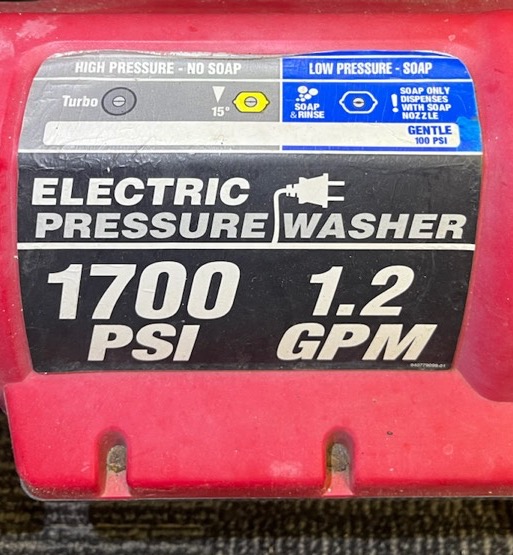 HIGH PRESSURE - NO SOAP
LOW PRESSURE - SOAP
Turbo
15°
SOAP
& RINSE
! SOAP ONLY
DISPENSES
WITH SOAP
NOZZLE
GENTLE
100 PSI
ELECTRIC
PRESSURE WASHER
1700
PSI
1.2
GPM